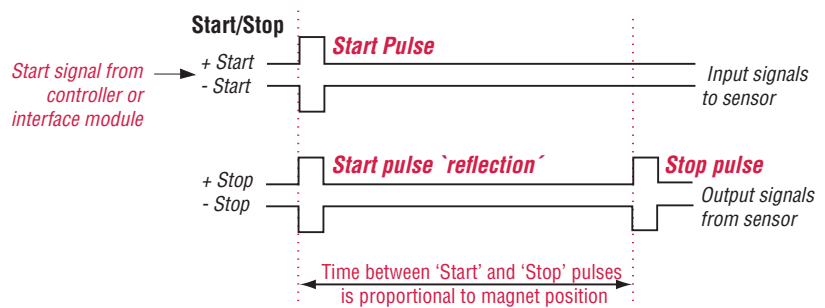 Start/Stop
Start Pulse
+ Start
- Start
Start signal from
controller or
interface module
Input signals
to sensor
Start pulse `reflection´
Stop pulse
+ Stop
- Stop
Output signals
from sensor
Time between ‘Start’ and ‘Stop’ pulses
is proportional to magnet position